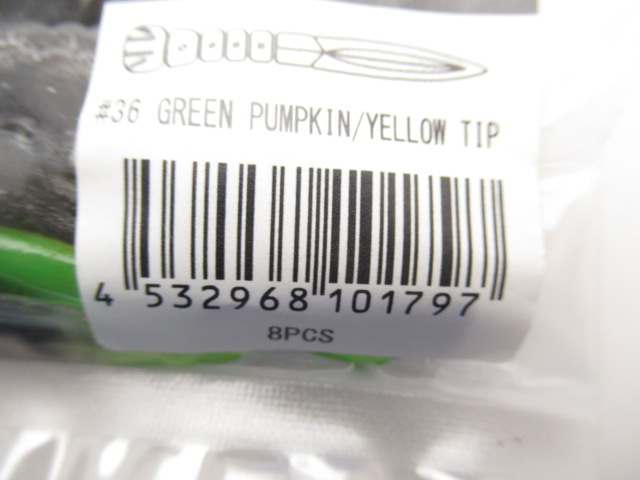 #36 GREEN PUMPKIN/YELLOW TIP
4 532968 101797
8PCS